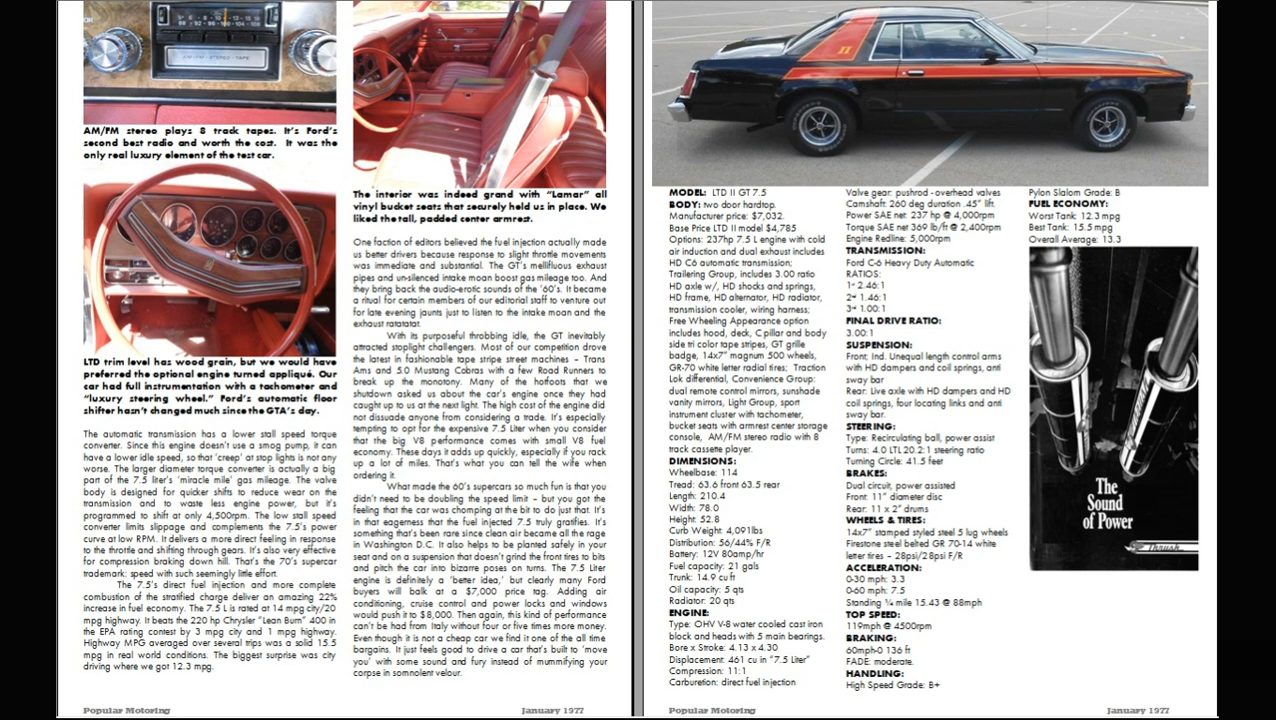 AM/FM - STEREO - TAPE
AM/FM stereo plays 8 track tapes. It's Ford's
second best radio and worth the cost. It was the
only real luxury element of the test car.
LTD trim level has wood grain, but we would have
preferred the optional engine turned appliqué. Our
car had full instrumentation with a tachometer and
"luxury steering wheel." Ford's automatic floor
shifter hasn't changed much since the GTA's day.
The automatic transmission has a lower stall speed torque
converter. Since this engine doesn't use a smog pump, it can
have a lower idle speed, so that 'creep' at stop lights is not any
worse. The larger diameter torque converter is actually a big
part of the 7.5 liter's 'miracle mile' gas mileage. The valve
body is designed for quicker shifts to reduce wear on the
transmission and to waste less engine power, but it's
programmed to shift at only 4,500rpm. The low stall speed
converter limits slippage and complements the 7.5's power
curve at low RPM. It delivers a more direct feeling in response
to the throttle and shifting through gears. It's also very effective
for compression braking down hill. That's the 70's supercar
trademark: speed with such seemingly little effort.
The 7.5's direct fuel injection and more complete
combustion of the stratified charge deliver an amazing 22%
increase in fuel economy. The 7.5 L is rated at 14 mpg city/20
mpg highway. It beats the 220 hp Chrysler "Lean Burn" 400 in
the EPA rating contest by 3 mpg city and 1 mpg highway.
Highway MPG averaged over several trips was a solid 15.5
mpg in real world conditions. The biggest surprise was city
driving where we got 12.3 mpg.
The interior was indeed grand with "Lamar" all
vinyl bucket seats that securely held us in place. We
liked the tall, padded center armrest.
One faction of editors believed the fuel injection actually made
us better drivers because response to slight throttle movements
was immediate and substantial. The GT's mellifluous exhaust
pipes and un-silenced intake moan boost gas mileage too. And
they bring back the audio-erotic sounds of the '60's. It became
a ritual for certain members of our editorial staff to venture out
for late evening jaunts just to listen to the intake moan and the
exhaust ratatatat.
With its purposeful throbbing idle, the GT inevitably
attracted stoplight challengers. Most of our competition drove
the latest in fashionable tape stripe street machines – Trans
Ams and 5.0 Mustang Cobras with a few Road Runners to
break up the monotony. Many of the hotfoots that we
shutdown asked us about the car's engine once they had
caught up to us at the next light. The high cost of the engine did
not dissuade anyone from considering a trade. It's especially
tempting to opt for the expensive 7.5 Liter when you consider
that the big V8 performance comes with small V8 fuel
economy. These days it adds up quickly, especially if you rack
up a lot of miles. That's what you can tell the wife when
ordering it.
What made the 60's supercars so much fun is that you
didn't need to be doubling the speed limit – but you got the
feeling that the car was chomping at the bit to do just that. It's
in that eagerness that the fuel injected 7.5 truly gratifies. It's
something that's been rare since clean air became all the rage
in Washington D.C. It also helps to be planted safely in your
seat and on a suspension that doesn't grind the front tires to bits
and pitch the car into bizarre poses on turns. The 7.5 Liter
engine is definitely a 'better idea,' but clearly many Ford
buyers will balk at a $7,000 price tag. Adding air
conditioning, cruise control and power locks and windows
would push it to $8,000. Then again, this kind of performance
can't be had from Italy without four or five times more money.
Even though it is not a cheap car we find it one of the all time
bargains. It just feels good to drive a car that's built to 'move
you' with some sound and fury instead of mummifying your
corpse in somnolent velour.
Popular Motoring
January 1977
II
MODEL: LTD II GT 7.5
BODY: two door hardtop.
Manufacturer price: $7,032.
Base Price LTD II model $4,785
Options: 237hp 7.5 L engine with cold
air induction and dual exhaust includes
HD C6 automatic transmission;
Trailering Group, includes 3.00 ratio
HD axle w/, HD shocks and springs,
HD frame, HD alternator, HD radiator,
transmission cooler, wiring harness;
Free Wheeling Appearance option
includes hood, deck, C pillar and body
side tri color tape stripes, GT grille
badge, 14x7" magnum 500 wheels,
GR-70 white letter radial tires; Traction
Lok differential, Convenience Group:
dual remote control mirrors, sunshade
vanity mirrors, Light Group, sport
instrument cluster with tachometer,
bucket seats with armrest center storage
console, AM/FM stereo radio with 8
track cassette player.
DIMENSIONS:
Wheelbase: 114
Tread: 63.6 front 63.5 rear
Length: 210.4
Width: 78.0
Height: 52.8
Curb Weight: 4,091lbs
Distribution: 56/44% F/R
Battery: 12V 80amp/hr
Fuel capacity: 21 gals
Trunk: 14.9 cu ft
Oil capacity: 5 qts
Radiator: 20 qts
ENGINE:
Type: OHV V-8 water cooled cast iron
block and heads with 5 main bearings.
Bore x Stroke: 4.13 x 4.30
Displacement: 461 cu in "7.5 Liter"
Compression: 11:1
Carburetion: direct fuel injection
Valve gear: pushrod - overhead valves
Camshaft: 260 deg duration .45" lift.
Power SAE net: 237 hp @ 4,000rpm
Torque SAE net 369 lb/ft @ 2,400rpm
Engine Redline: 5,000rpm
TRANSMISSION:
Ford C-6 Heavy Duty Automatic
RATIOS:
1st 2.46:1
2nd 1.46:1
3rd 1.00:1
FINAL DRIVE RATIO:
3.00:1
SUSPENSION:
Front; Ind. Unequal length control arms
with HD dampers and coil springs, anti
sway bar
Rear: Live axle with HD dampers and HD
coil springs, four locating links and anti
sway bar.
STEERING:
Type: Recirculating ball, power assist
Turns: 4.0 LTL 20.2:1 steering ratio
Turning Circle: 41.5 feet
BRAKES:
Dual circuit, power assisted
Front: 11" diameter disc
Rear: 11 x 2" drums
WHEELS & TIRES:
14x7" stamped styled steel 5 lug wheels
Firestone steel belted GR 70-14 white
letter tires – 28psi/28psi F/R
ACCELERATION:
0-30 mph: 3.3
0-60 mph: 7.5
Standing ¼ mile 15.43 @ 88mph
TOP SPEED:
119mph @ 4500rpm
BRAKING:
60mph-0 136 ft
FADE: moderate.
HANDLING:
High Speed Grade: B+
Pylon Slalom Grade: B
FUEL ECONOMY:
Worst Tank: 12.3 mpg
Best Tank: 15.5 mpg
Overall Average: 13.3
The
Sound
of Power
Thrush
Popular Motoring
January 1977